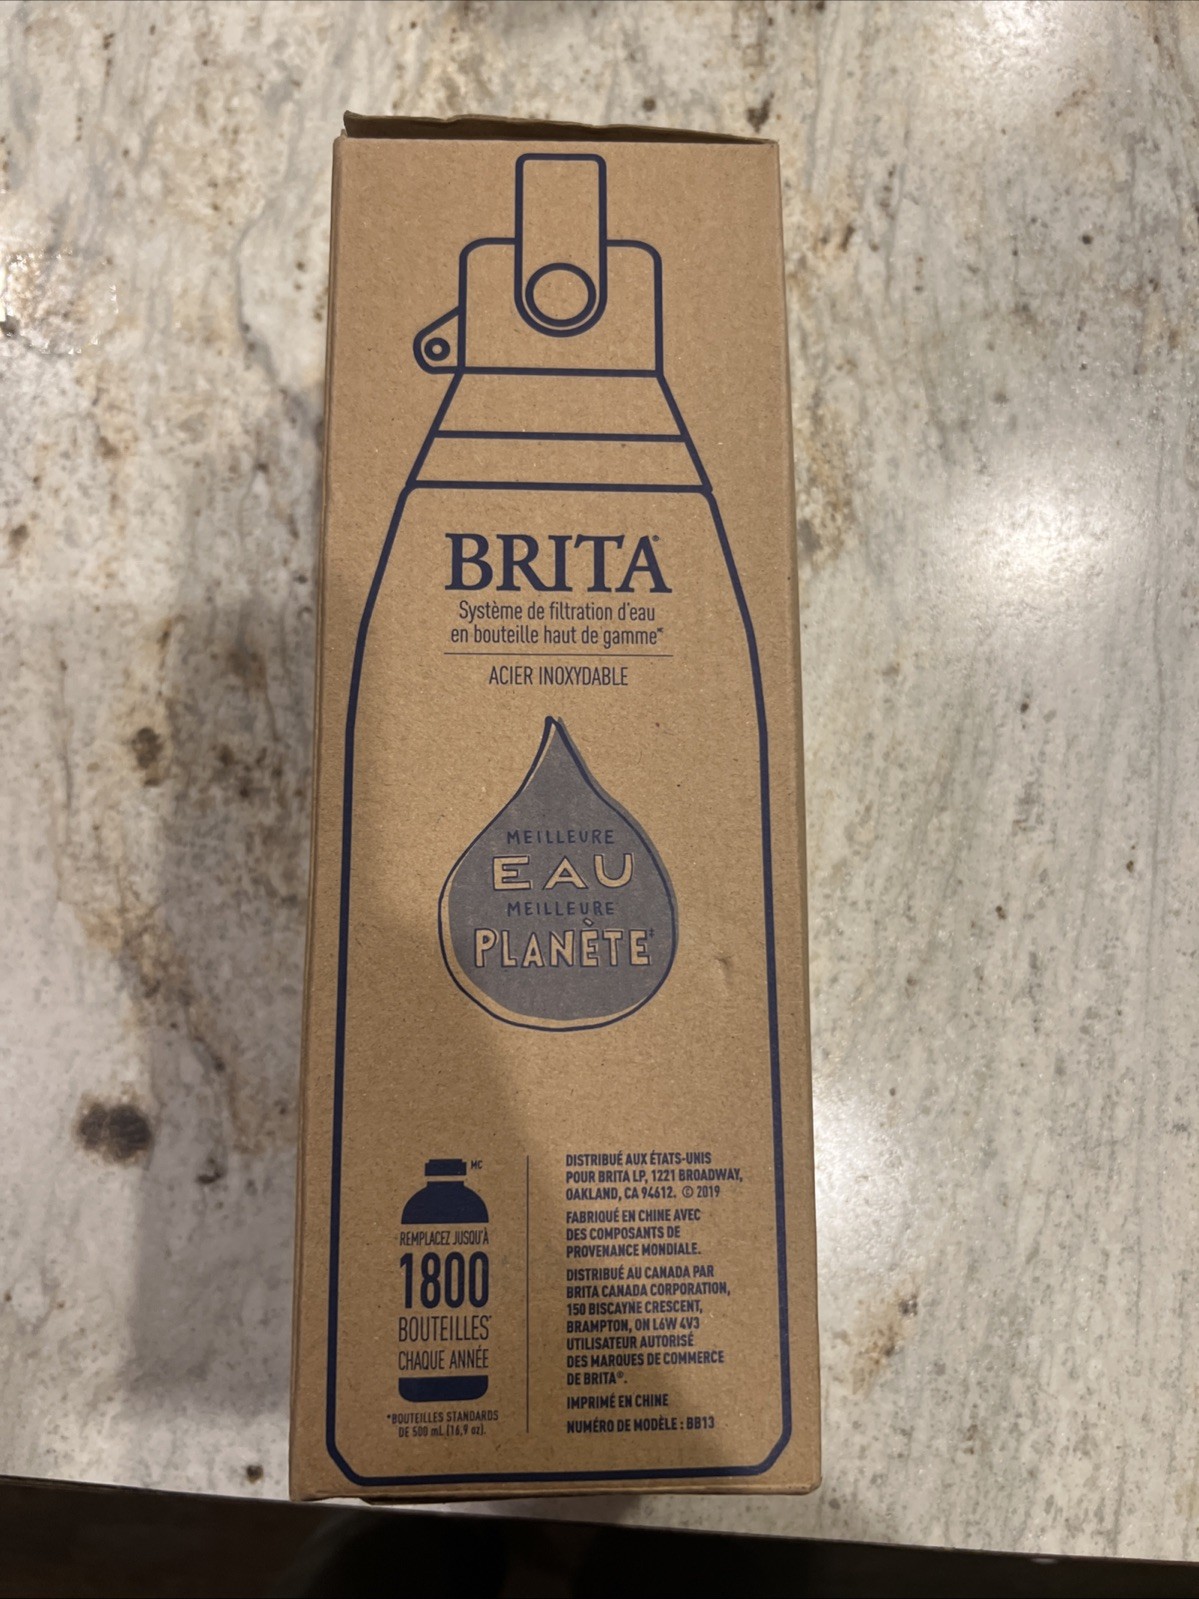 BRITA®
Système de filtration d'eau
en bouteille haut de gamme
ACIER INOXYDABLE
MEILLEURE
EAU
MEILLEURE
PLANÈTE‡
MC
REMPLACEZ JUSQU'À
1800
BOUTEILLES*
CHAQUE ANNÉE
*BOUTEILLES STANDARDS
DE 500 mL (16,9 oz).
DISTRIBUÉ AUX ÉTATS-UNIS
POUR BRITA LP, 1221 BROADWAY,
OAKLAND, CA 94612. © 2019
FABRIQUÉ EN CHINE AVEC
DES COMPOSANTS DE
PROVENANCE MONDIALE.
DISTRIBUÉ AU CANADA PAR
BRITA CANADA CORPORATION,
150 BISCAYNE CRESCENT,
BRAMPTON, ON L6W 4V3
UTILISATEUR AUTORISÉ
DES MARQUES DE COMMERCE
DE BRITA®.
IMPRIMÉ EN CHINE
NUMÉRO DE MODÈLE : BB13